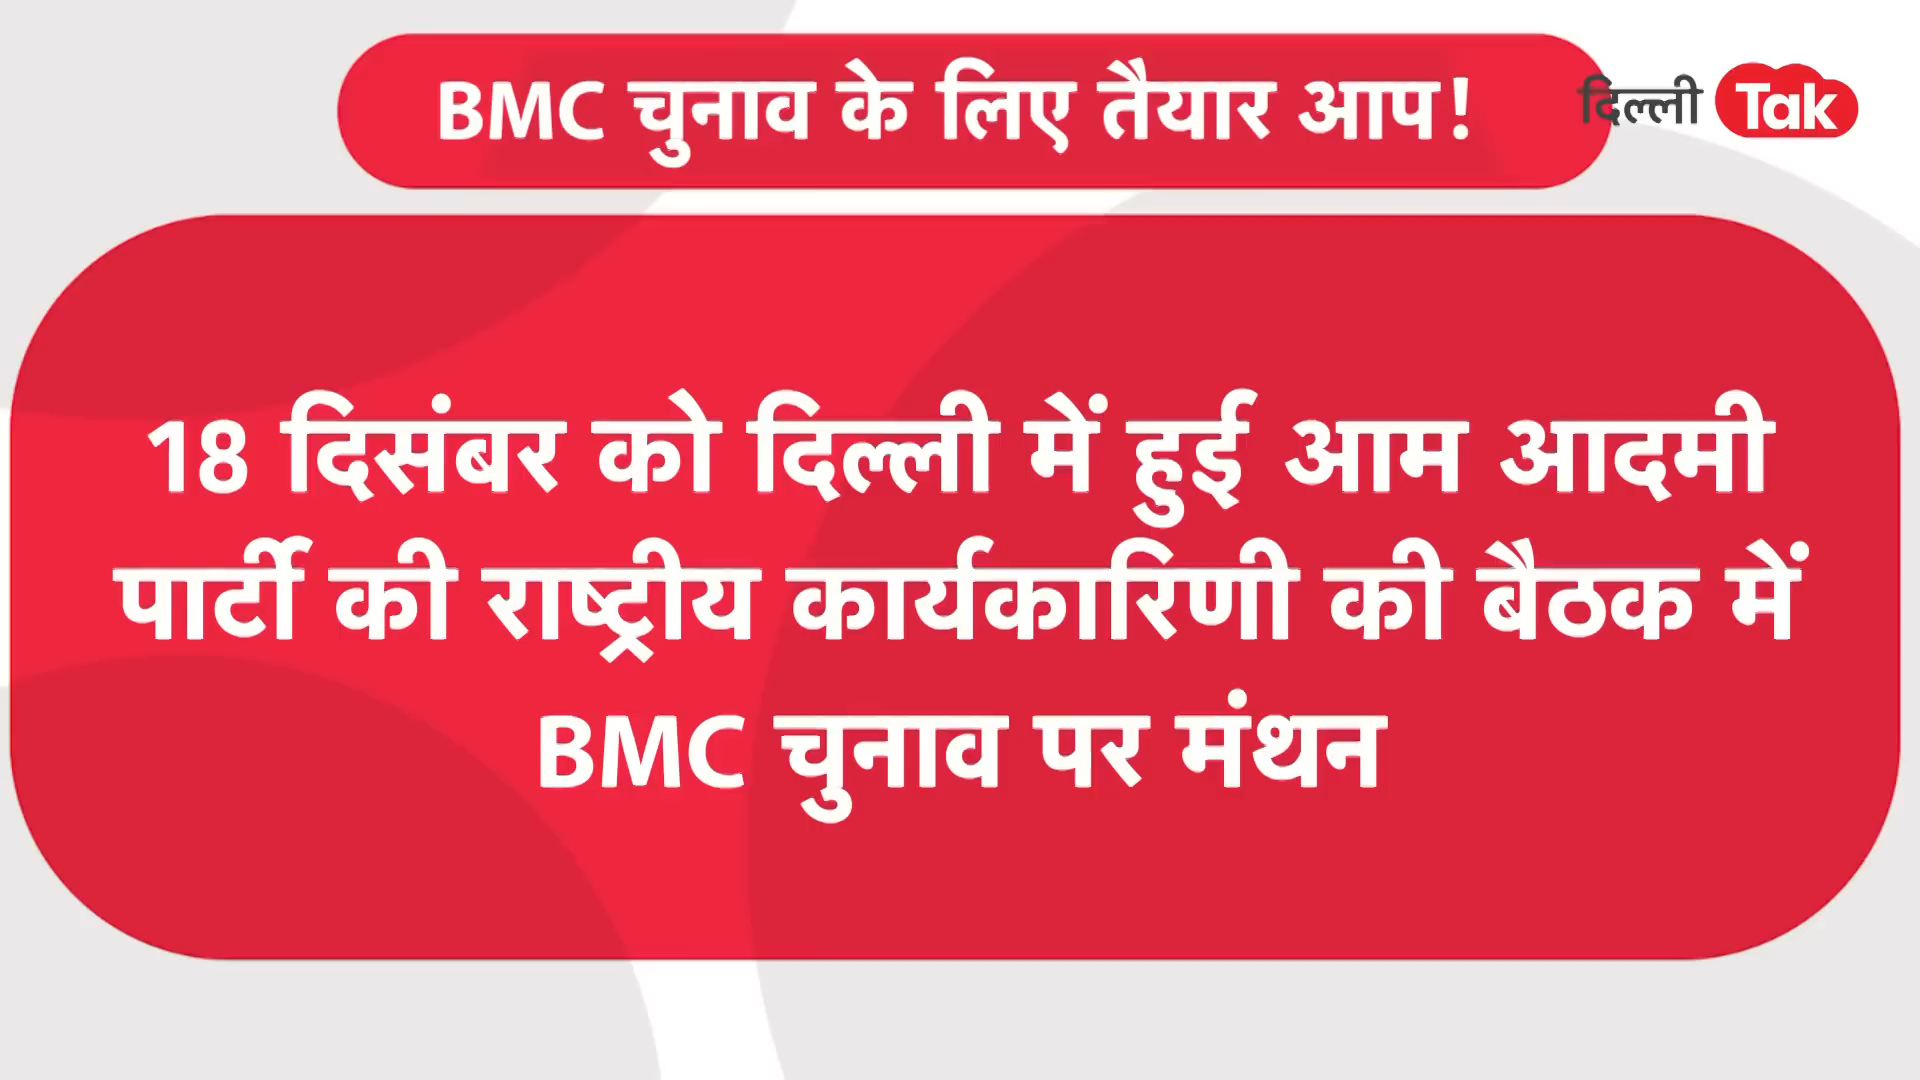 BMC चुनाव के लिए तैयार आप!
दिल्ली Tak
18 दिसंबर को दिल्ली में हुई आम आदमी
पार्टी की राष्ट्रीय कार्यकारिणी की बैठक में
BMC चुनाव पर मंथन